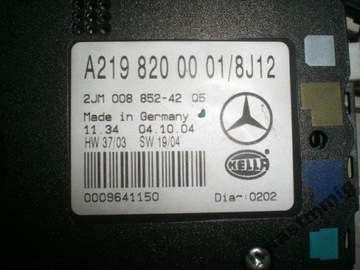 A219 820 00 01/8J12
2JM 008 852-42 Q5
Made in Germany
11.34 04.10.04
HW 37/03 SW 19/04
HELLA
0009641150
Dia:0202